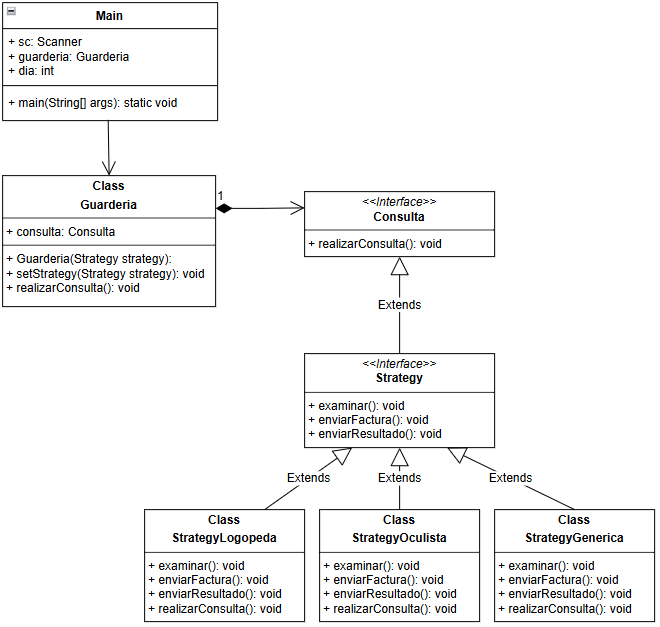 Main
+ sc: Scanner
+ guarderia: Guarderia
+ dia: int
+ main(String[] args): static void
Class
Guarderia
+ consulta: Consulta
+ Guarderia(Strategy strategy):
+ setStrategy(Strategy strategy): void
+ realizarConsulta(): void
1
<<Interface>>
Consulta
+ realizarConsulta(): void
Extends
<<Interface>>
Strategy
+ examinar(): void
+ enviarFactura(): void
+ enviarResultado(): void
Extends
Extends
Extends
Class
StrategyLogopeda
+ examinar(): void
+ enviarFactura(): void
+ enviarResultado(): void
+ realizarConsulta(): void
Class
StrategyOculista
+ examinar(): void
+ enviarFactura(): void
+ enviarResultado(): void
+ realizarConsulta(): void
Class
StrategyGenerica
+ examinar(): void
+ enviarFactura(): void
+ enviarResultado(): void
+ realizarConsulta(): void